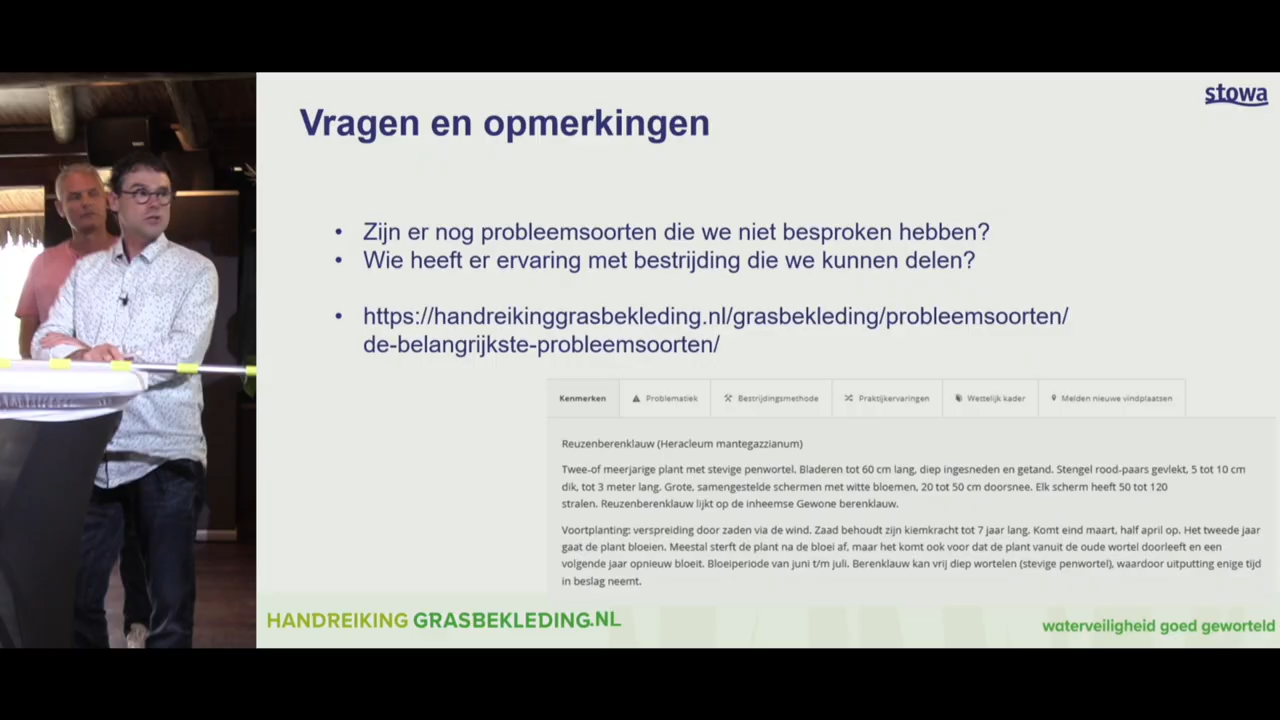 stowa
Vragen en opmerkingen
• Zijn er nog probleemsoorten die we niet besproken hebben?
• Wie heeft er ervaring met bestrijding die we kunnen delen?
• https://handreikinggrasbekleding.nl/grasbekleding/probleemsoorten/
de-belangrijkste-probleemsoorten/
Kenmerken Problematiek Bestrijdingsmethode Praktijkervaringen Wettelijk kader Melden nieuwe vindplaatsen
Reuzenberenklauw (Heracleum mantegazzianum)
Twee-of meerjarige plant met stevige penwortel. Bladeren tot 60 cm lang, diep ingesneden en getand. Stengel rood-paars gevlekt, 5 tot 10 cm
dik, tot 3 meter lang. Grote, samengestelde schermen met witte bloemen, 20 tot 50 cm doorsnee. Elk scherm heeft 50 tot 120
stralen. Reuzenberenklauw lijkt op de inheemse Gewone berenklauw.
Voortplanting: verspreiding door zaden via de wind. Zaad behoudt zijn kiemkracht tot 7 jaar lang. Komt eind maart, half april op. Het tweede jaar
gaat de plant bloeien. Meestal sterft de plant na de bloei af, maar het komt ook voor dat de plant vanuit de oude wortel doorleeft en een
volgende jaar opnieuw bloeit. Bloeiperiode van juni t/m juli. Berenklauw kan vrij diep wortelen (stevige penwortel), waardoor uitputting enige tijd
in beslag neemt.
HANDREIKING GRASBEKLEDING.NL
waterveiligheid goed geworteld